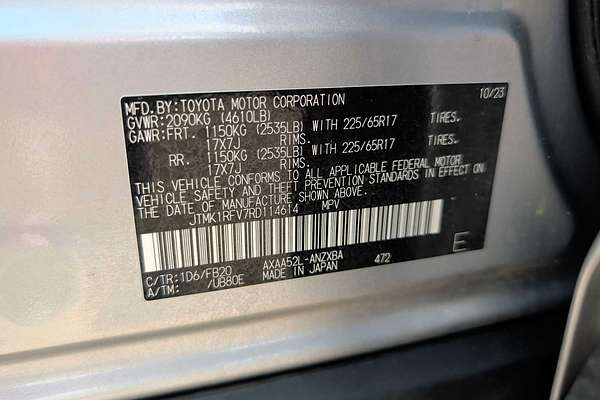 MFD.BY:TOYOTA MOTOR CORPORATION 10/23
GVWR:2090KG (4610LB)
GAWR:FRT. 1150KG (2535LB) WITH 225/65R17 TIRES.
17X7J RIMS.
RR. 1150KG (2535LB) WITH 225/65R17 TIRES.
17X7J RIMS.
THIS VEHICLE CONFORMS TO ALL APPLICABLE FEDERAL MOTOR
VEHICLE SAFETY AND THEFT PREVENTION STANDARDS IN EFFECT ON
THE DATE OF MANUFACTURE SHOWN ABOVE.
JTMK1RFV7RD114614 MPV
C/TR:1D6/FB20 AXAA52L-ANZXBA 472 E
A/TM: /UB80E MADE IN JAPAN